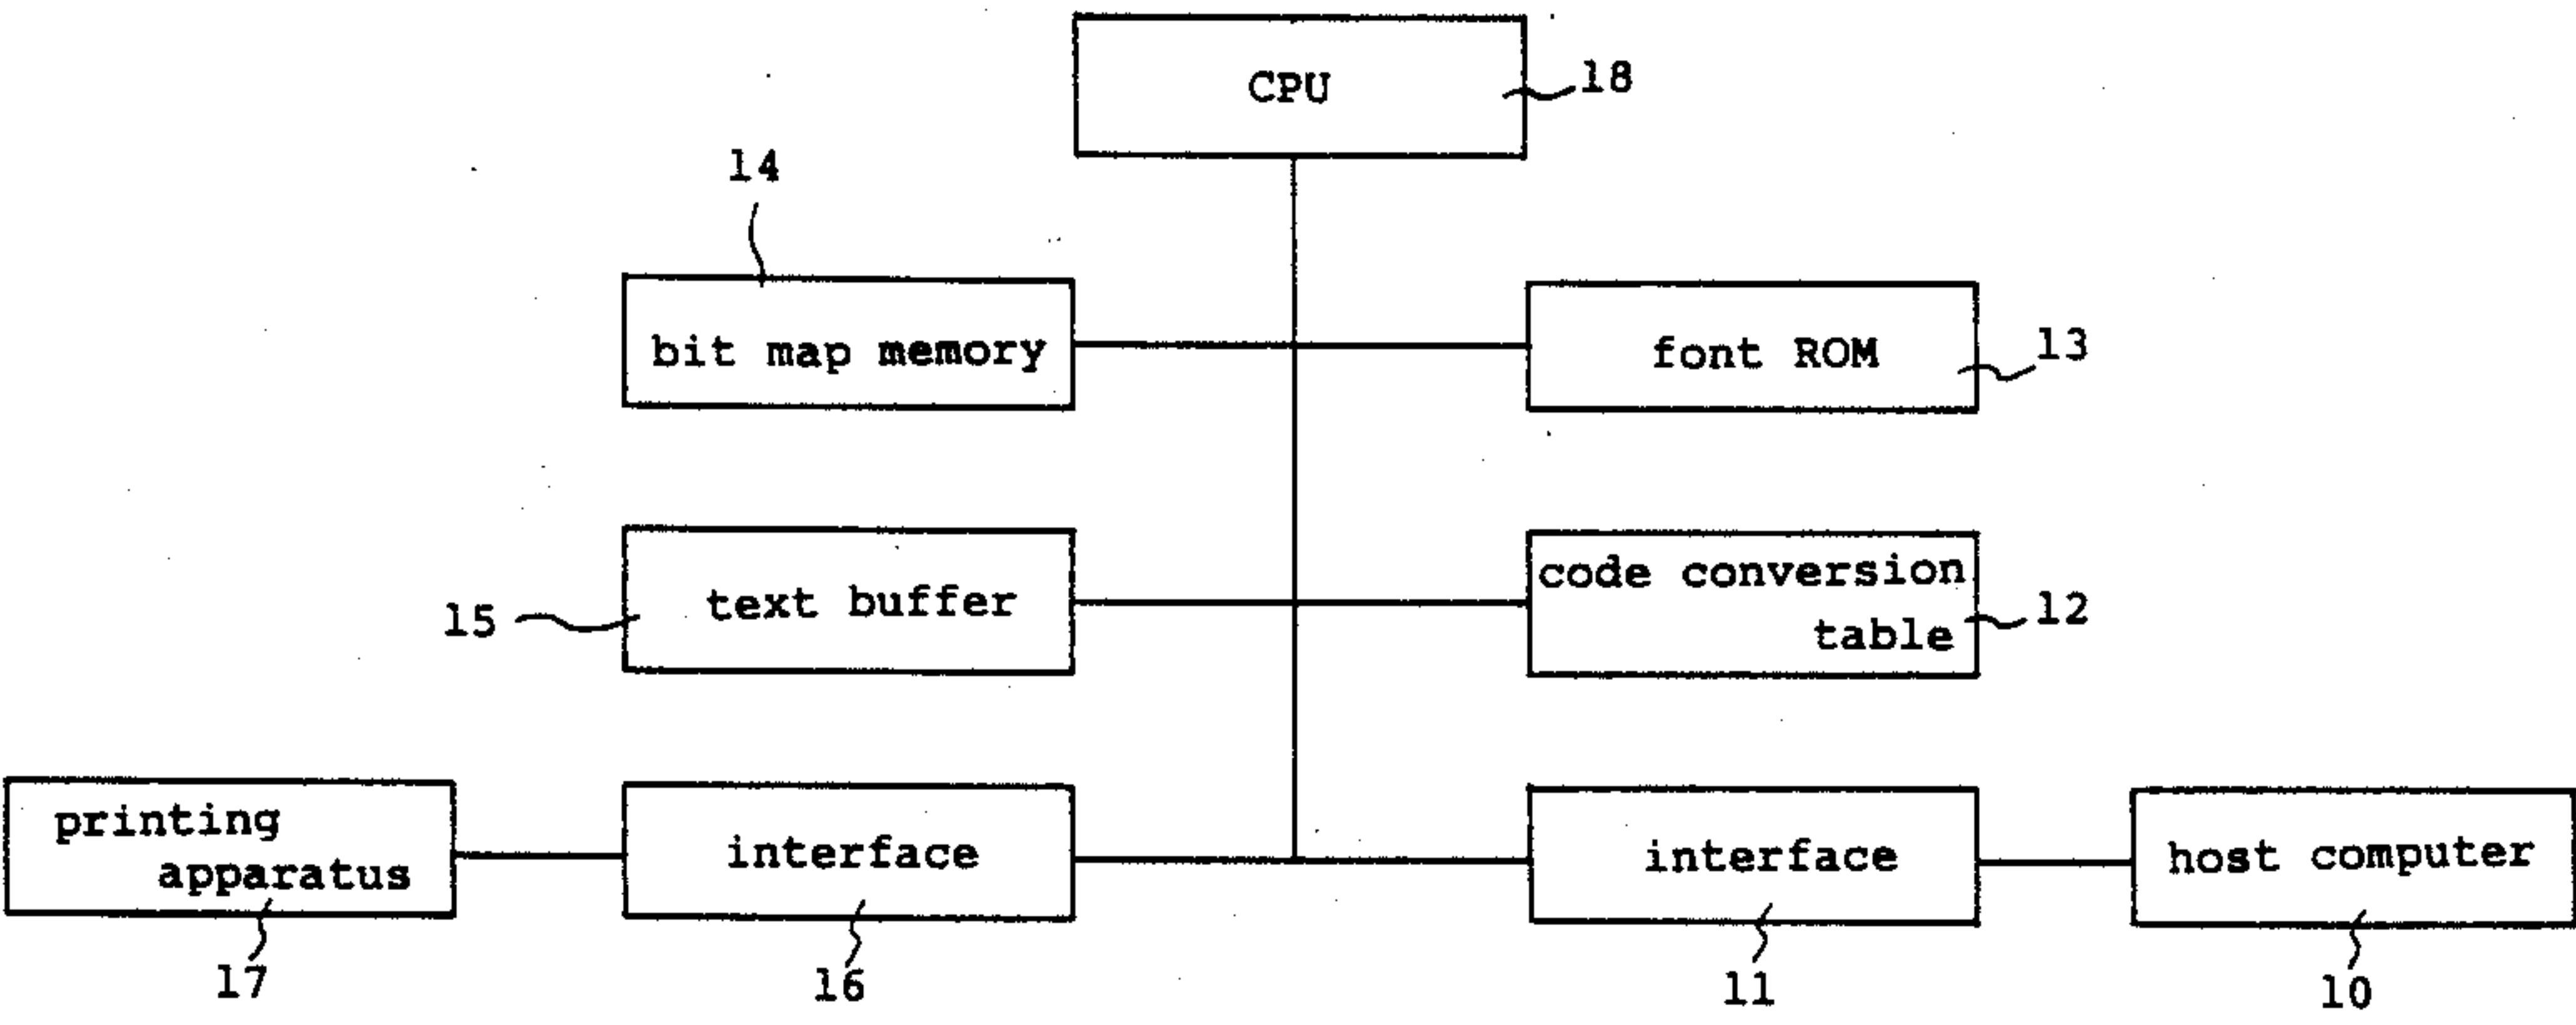 CPU
18
14
bit map memory
font ROM
13
15
text buffer
code conversion
table
12
printing
apparatus
interface
interface
host computer
17
16
11
10